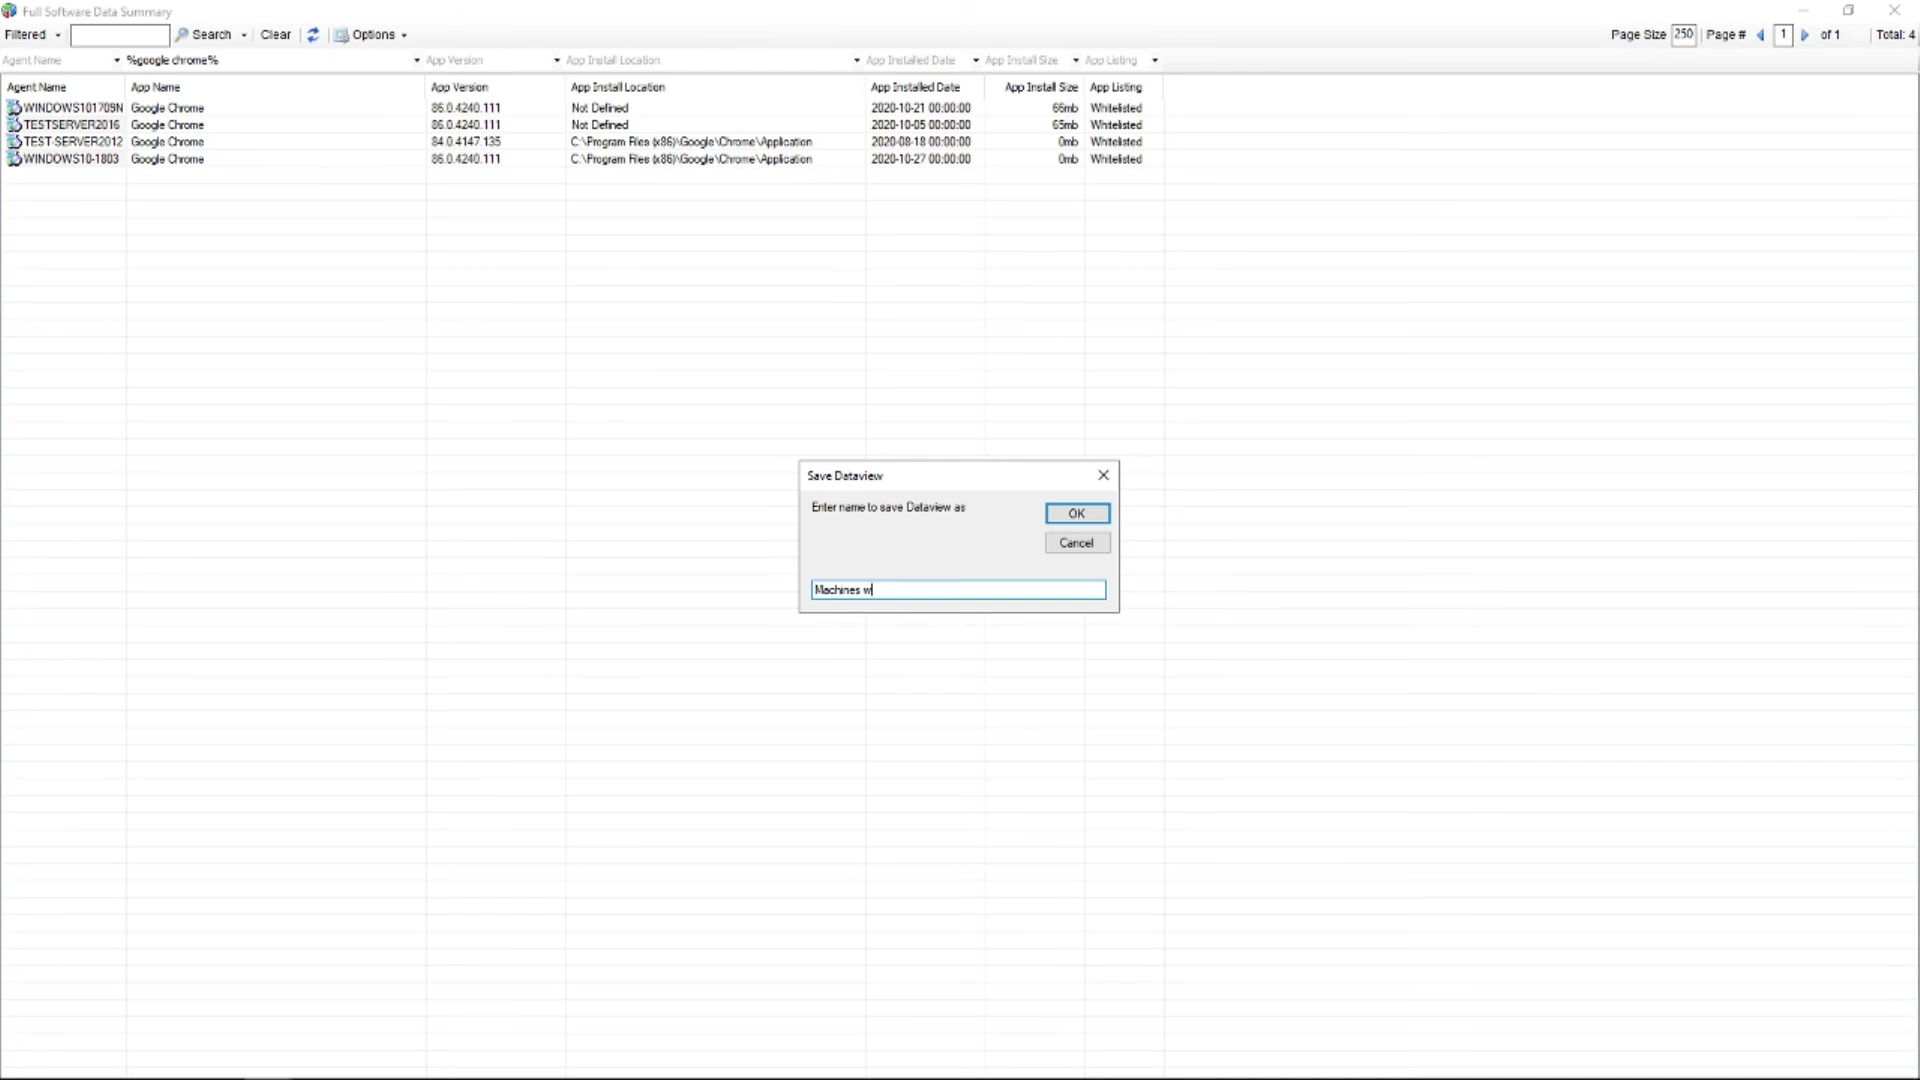 Full Software Data Summary
Filtered Search Clear Options Page Size 250 Page # 1 of 1 Total: 4
Agent Name %google chrome% App Version App Install Location App Installed Date App Install Size App Listing
Agent Name App Name App Version App Install Location App Installed Date App Install Size App Listing
WINDOWS101709N Google Chrome 86.0.4240.111 Not Defined 2020-10-21 00:00:00 66mb Whitelisted
TESTSERVER2016 Google Chrome 86.0.4240.111 Not Defined 2020-10-05 00:00:00 65mb Whitelisted
TEST-SERVER2012 Google Chrome 84.0.4147.135 C:\Program Files (x86)\Google\Chrome\Application 2020-08-18 00:00:00 0mb Whitelisted
WINDOWS10-1803 Google Chrome 86.0.4240.111 C:\Program Files (x86)\Google\Chrome\Application 2020-10-27 00:00:00 0mb Whitelisted
Save Dataview
Enter name to save Dataview as
OK
Cancel
Machines w